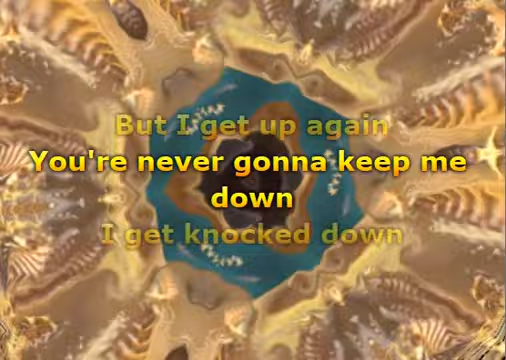 But I get up again
You're never gonna keep me
down
I get knocked down